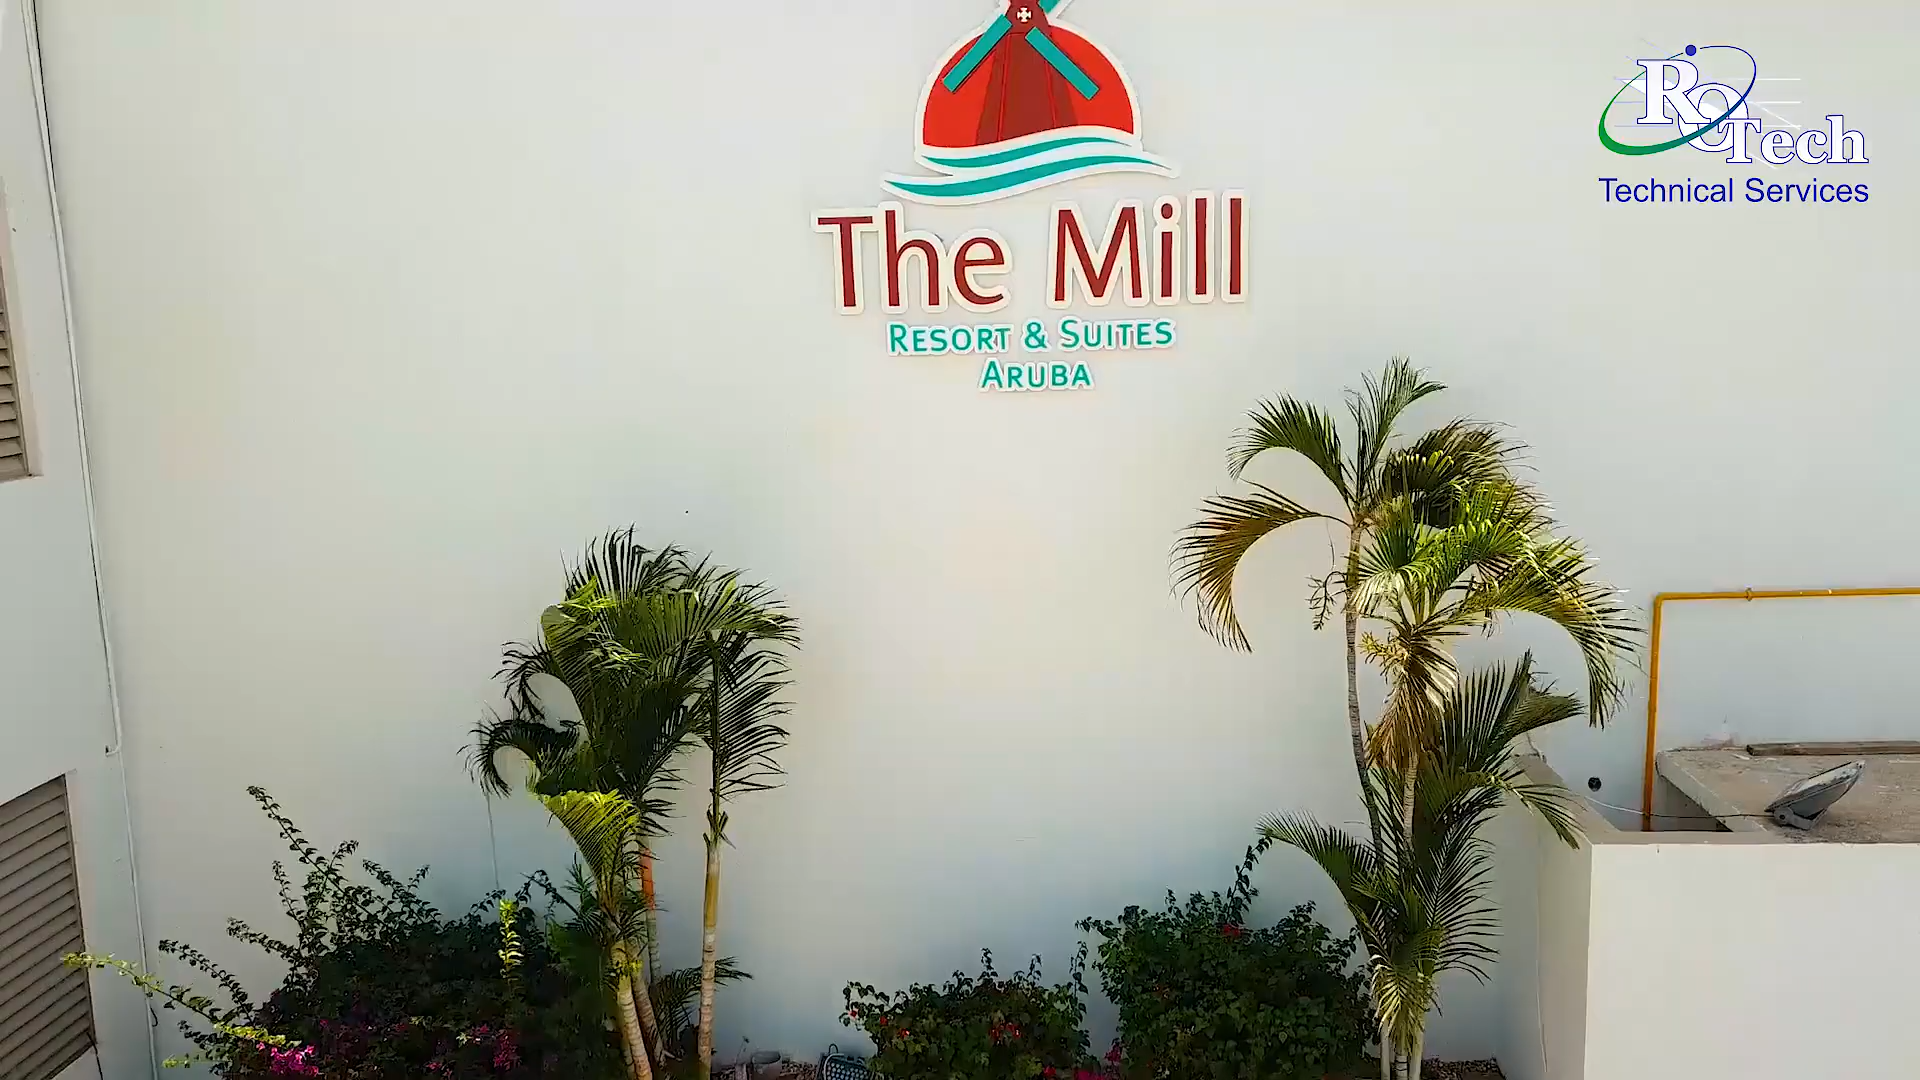 The Mill
RESORT & SUITES
ARUBA
RoTech
Technical Services